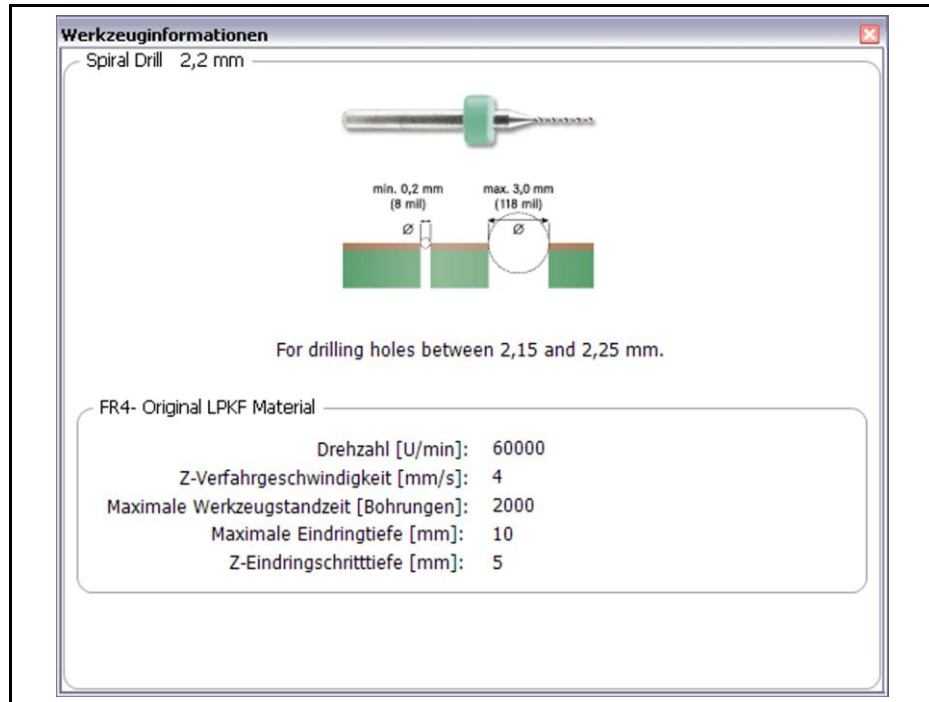 Werkzeuginformationen
Spiral Drill 2,2 mm
min. 0,2 mm
(8 mil)
max. 3,0 mm
(118 mil)
Ø
Ø
For drilling holes between 2,15 and 2,25 mm.
FR4- Original LPKF Material
Drehzahl [U/min]: 60000
Z-Verfahrgeschwindigkeit [mm/s]: 4
Maximale Werkzeugstandzeit [Bohrungen]: 2000
Maximale Eindringtiefe [mm]: 10
Z-Eindringschritttiefe [mm]: 5